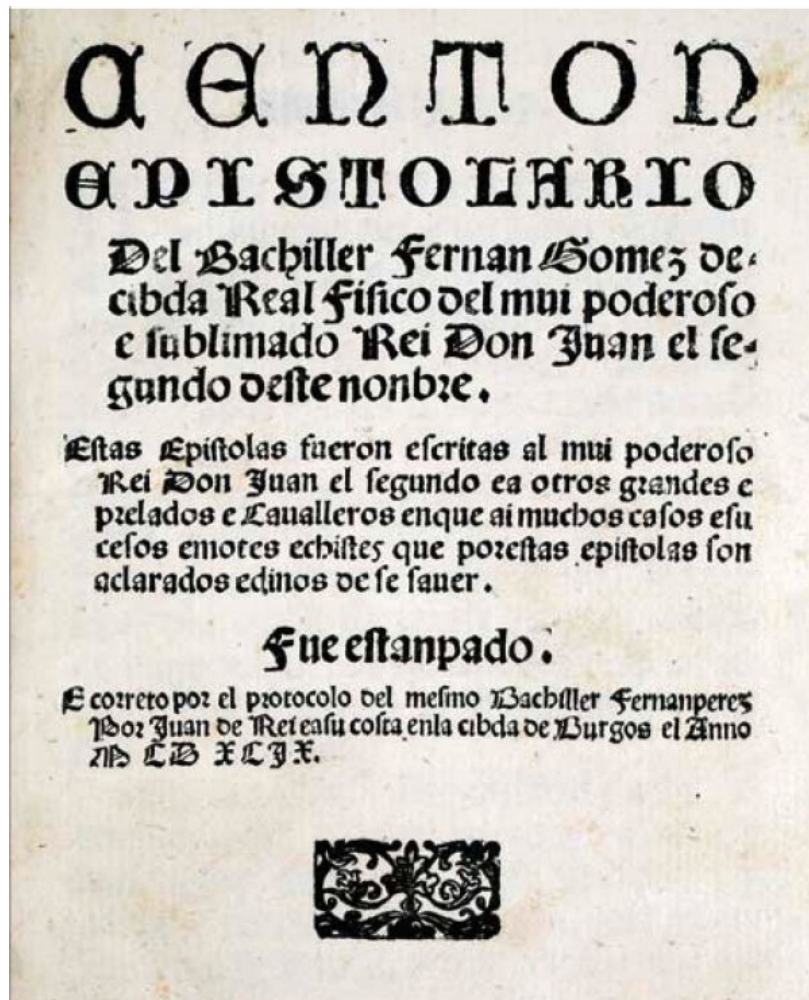 CENTON
EPISTOLARIO
Del Bachiller Fernan Gomez de-
cibda Real Fisico del mui poderoso
e sublimado Rei Don Juan el se-
gundo deste nonbre.
Estas Epistolas fueron escritas al mui poderoso
Rei Don Juan el segundo ea otros grandes e
prelados e Caualleros enque ai muchos casos esu
cesos emotes echistes que porestas epistolas son
aclarados edinos de se sauer.
Fue estanpado.
E correto por el protocolo del mesmo Bachiller Fernanperez
Por Juan de Rei easu costa enla cibda de Burgos el Anno
M CD XCIX.